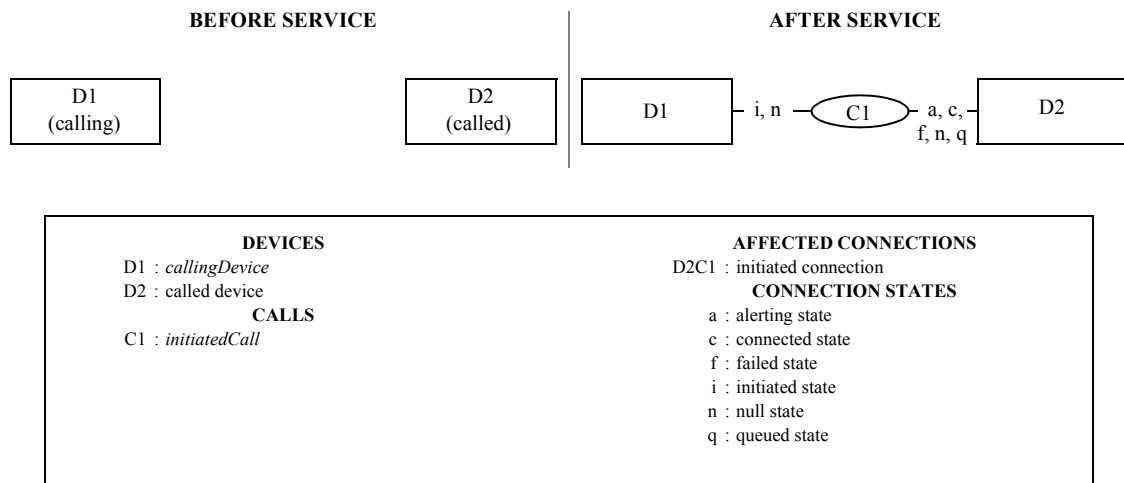 BEFORE SERVICE
AFTER SERVICE
D1
(calling)
D2
(called)
D1
i, n
C1
a, c,
f, n, q
D2
DEVICES
D1 : callingDevice
D2 : called device
CALLS
C1 : initiatedCall
AFFECTED CONNECTIONS
D2C1 : initiated connection
CONNECTION STATES
a : alerting state
c : connected state
f : failed state
i : initiated state
n : null state
q : queued state